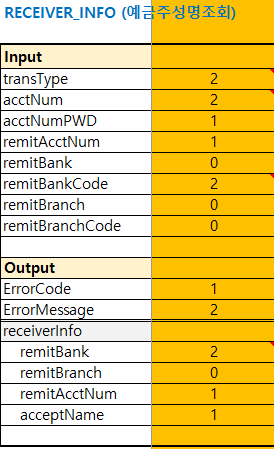 RECEIVER_INFO (예금주성명조회)
Input
transType 2
acctNum 2
acctNumPWD 1
remitAcctNum 1
remitBank 0
remitBankCode 2
remitBranch 0
remitBranchCode 0
Output
ErrorCode 1
ErrorMessage 2
receiverInfo
remitBank 2
remitBranch 0
remitAcctNum 1
acceptName 1